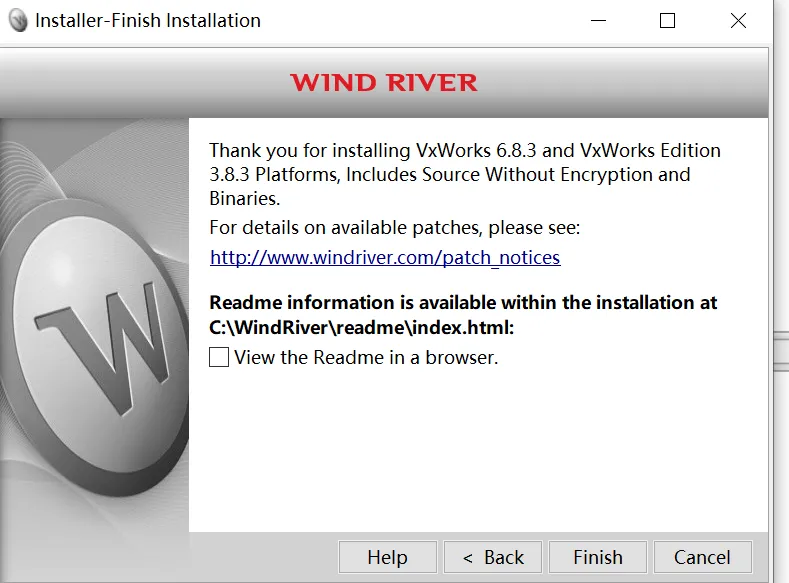 Installer-Finish Installation
WIND RIVER
Thank you for installing VxWorks 6.8.3 and VxWorks Edition
3.8.3 Platforms, Includes Source Without Encryption and
Binaries.
For details on available patches, please see:
http://www.windriver.com/patch_notices
Readme information is available within the installation at
C:\WindRiver\readme\index.html:
View the Readme in a browser.
W
Help
< Back
Finish
Cancel